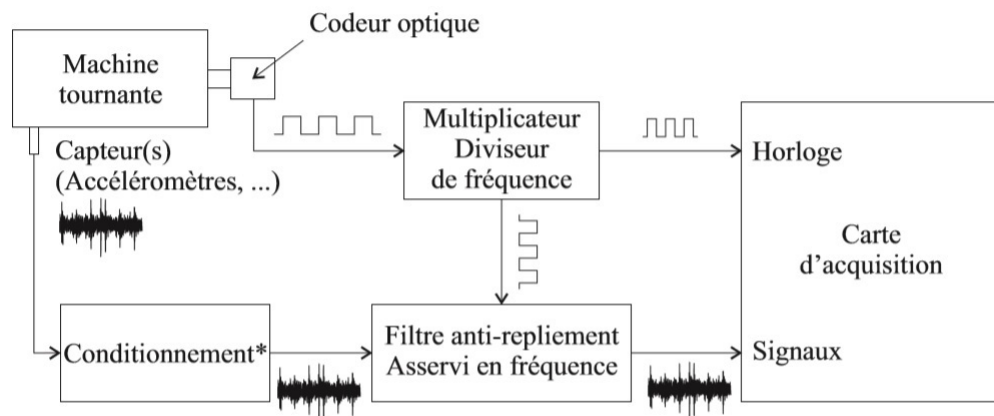 Codeur optique
Machine
tournante
Multiplicateur
Diviseur
de fréquence
Horloge
Capteur(s)
(Accéléromètres, ...)
Carte
d'acquisition
Conditionnement*
Filtre anti-repliement
Asservi en fréquence
Signaux